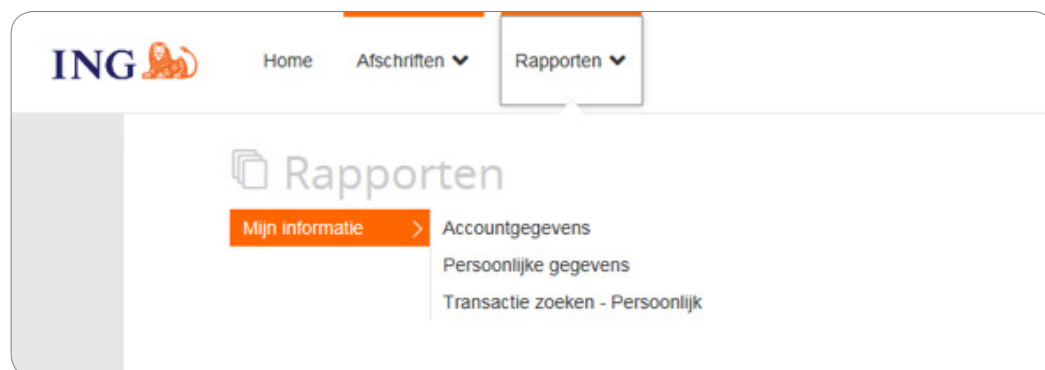 ING
Home Afschriften Rapporten
Rapporten
Mijn informatie Accountgegevens
Persoonlijke gegevens
Transactie zoeken - Persoonlijk